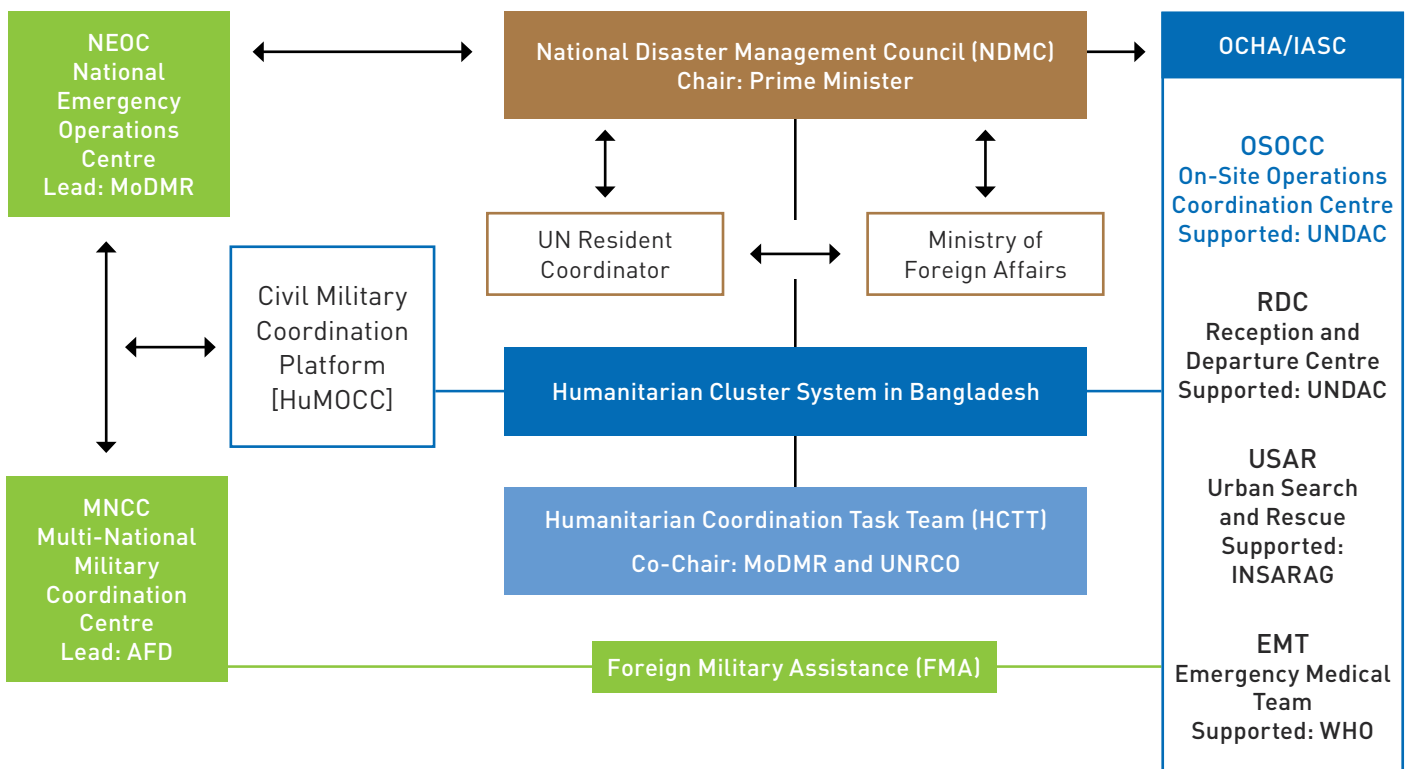 NEOC
National
Emergency
Operations
Centre
Lead: MoDMR
National Disaster Management Council (NDMC)
Chair: Prime Minister
OCHA/IASC
OSOCC
On-Site Operations
Coordination Centre
Supported: UNDAC
UN Resident
Coordinator
Ministry of
Foreign Affairs
Civil Military
Coordination
Platform
[HuMOCC]
RDC
Reception and
Departure Centre
Supported: UNDAC
Humanitarian Cluster System in Bangladesh
USAR
Urban Search
and Rescue
Supported:
INSARAG
MNCC
Multi-National
Military
Coordination
Centre
Lead: AFD
Humanitarian Coordination Task Team (HCTT)
Co-Chair: MoDMR and UNRCO
Foreign Military Assistance (FMA)
EMT
Emergency Medical
Team
Supported: WHO